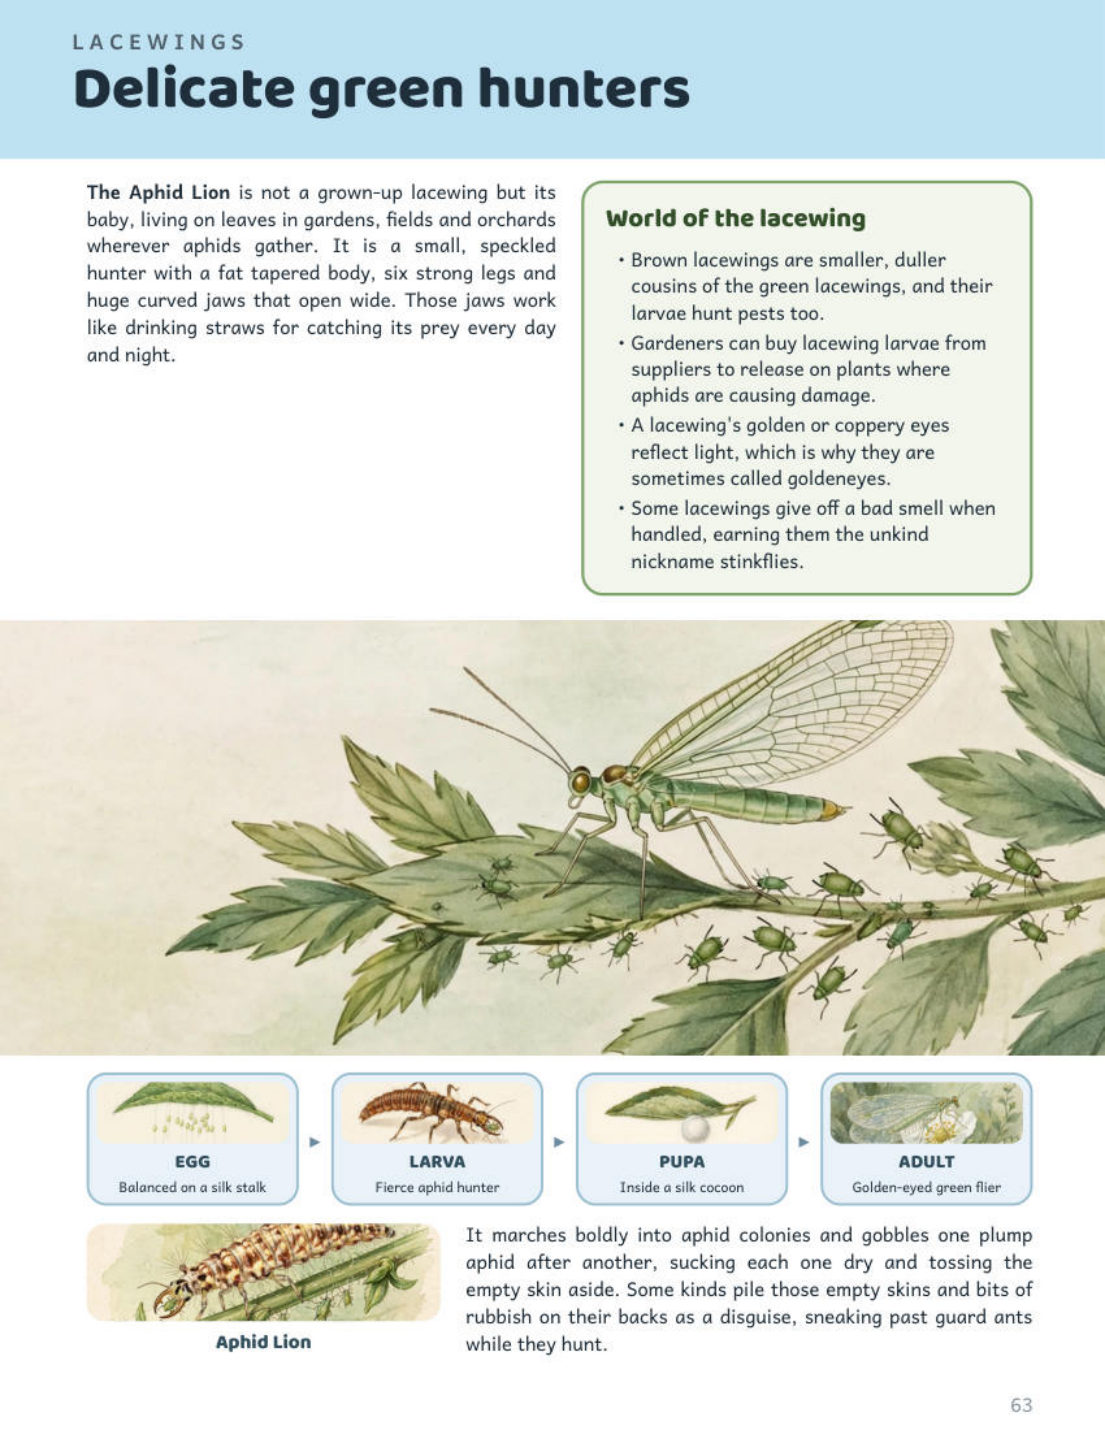 LACEWINGS
Delicate green hunters
The Aphid Lion is not a grown-up lacewing but its
baby, living on leaves in gardens, fields and orchards
wherever aphids gather. It is a small, speckled
hunter with a fat tapered body, six strong legs and
huge curved jaws that open wide. Those jaws work
like drinking straws for catching its prey every day
and night.
World of the lacewing
• Brown lacewings are smaller, duller
cousins of the green lacewings, and their
larvae hunt pests too.
• Gardeners can buy lacewing larvae from
suppliers to release on plants where
aphids are causing damage.
• A lacewing's golden or coppery eyes
reflect light, which is why they are
sometimes called goldeneyes.
• Some lacewings give off a bad smell when
handled, earning them the unkind
nickname stinkflies.
EGG
Balanced on a silk stalk
LARVA
Fierce aphid hunter
PUPA
Inside a silk cocoon
ADULT
Golden-eyed green flier
Aphid Lion
It marches boldly into aphid colonies and gobbles one plump
aphid after another, sucking each one dry and tossing the
empty skin aside. Some kinds pile those empty skins and bits of
rubbish on their backs as a disguise, sneaking past guard ants
while they hunt.
63